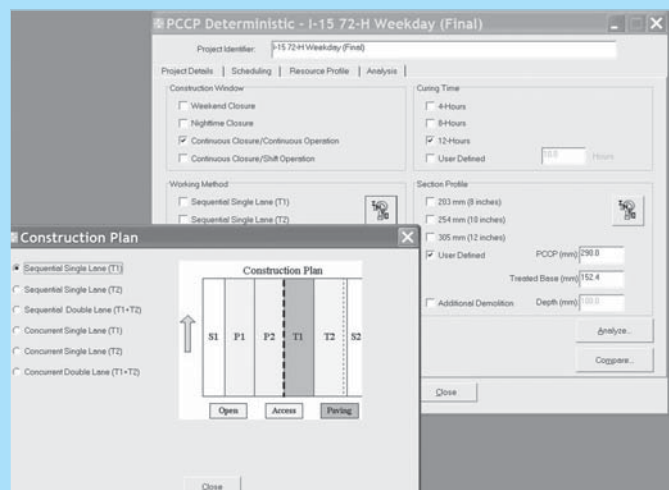 PCCP Deterministic - I-15 72-H Weekday (Final)
Project Identifier: I-15 72-H Weekday (Final)
Project Details | Scheduling | Resource Profile | Analysis
Construction Window
Weekend Closure
Nighttime Closure
Continuous Closure/Continuous Operation
Continuous Closure/Shift Operation
Curing Time
4-Hours
8-Hours
12-Hours
User Defined
10.0 Hours
Working Method
Sequential Single Lane (T1)
Sequential Single Lane (T2)
Section Profile
203 mm (8 inches)
254 mm (10 inches)
305 mm (12 inches)
User Defined
PCCP (mm): 298.8
Treated Base (mm): 152.4
Additional Demolition
Depth (mm): 100.0
Analyze...
Compare...
Close
Construction Plan
Sequential Single Lane (T1)
Sequential Single Lane (T2)
Sequential Double Lane (T1+T2)
Concurrent Single Lane (T1)
Concurrent Single Lane (T2)
Concurrent Double Lane (T1+T2)
Construction Plan
S1 P1 P2 T1 T2 S2
Open Access Paving
Close